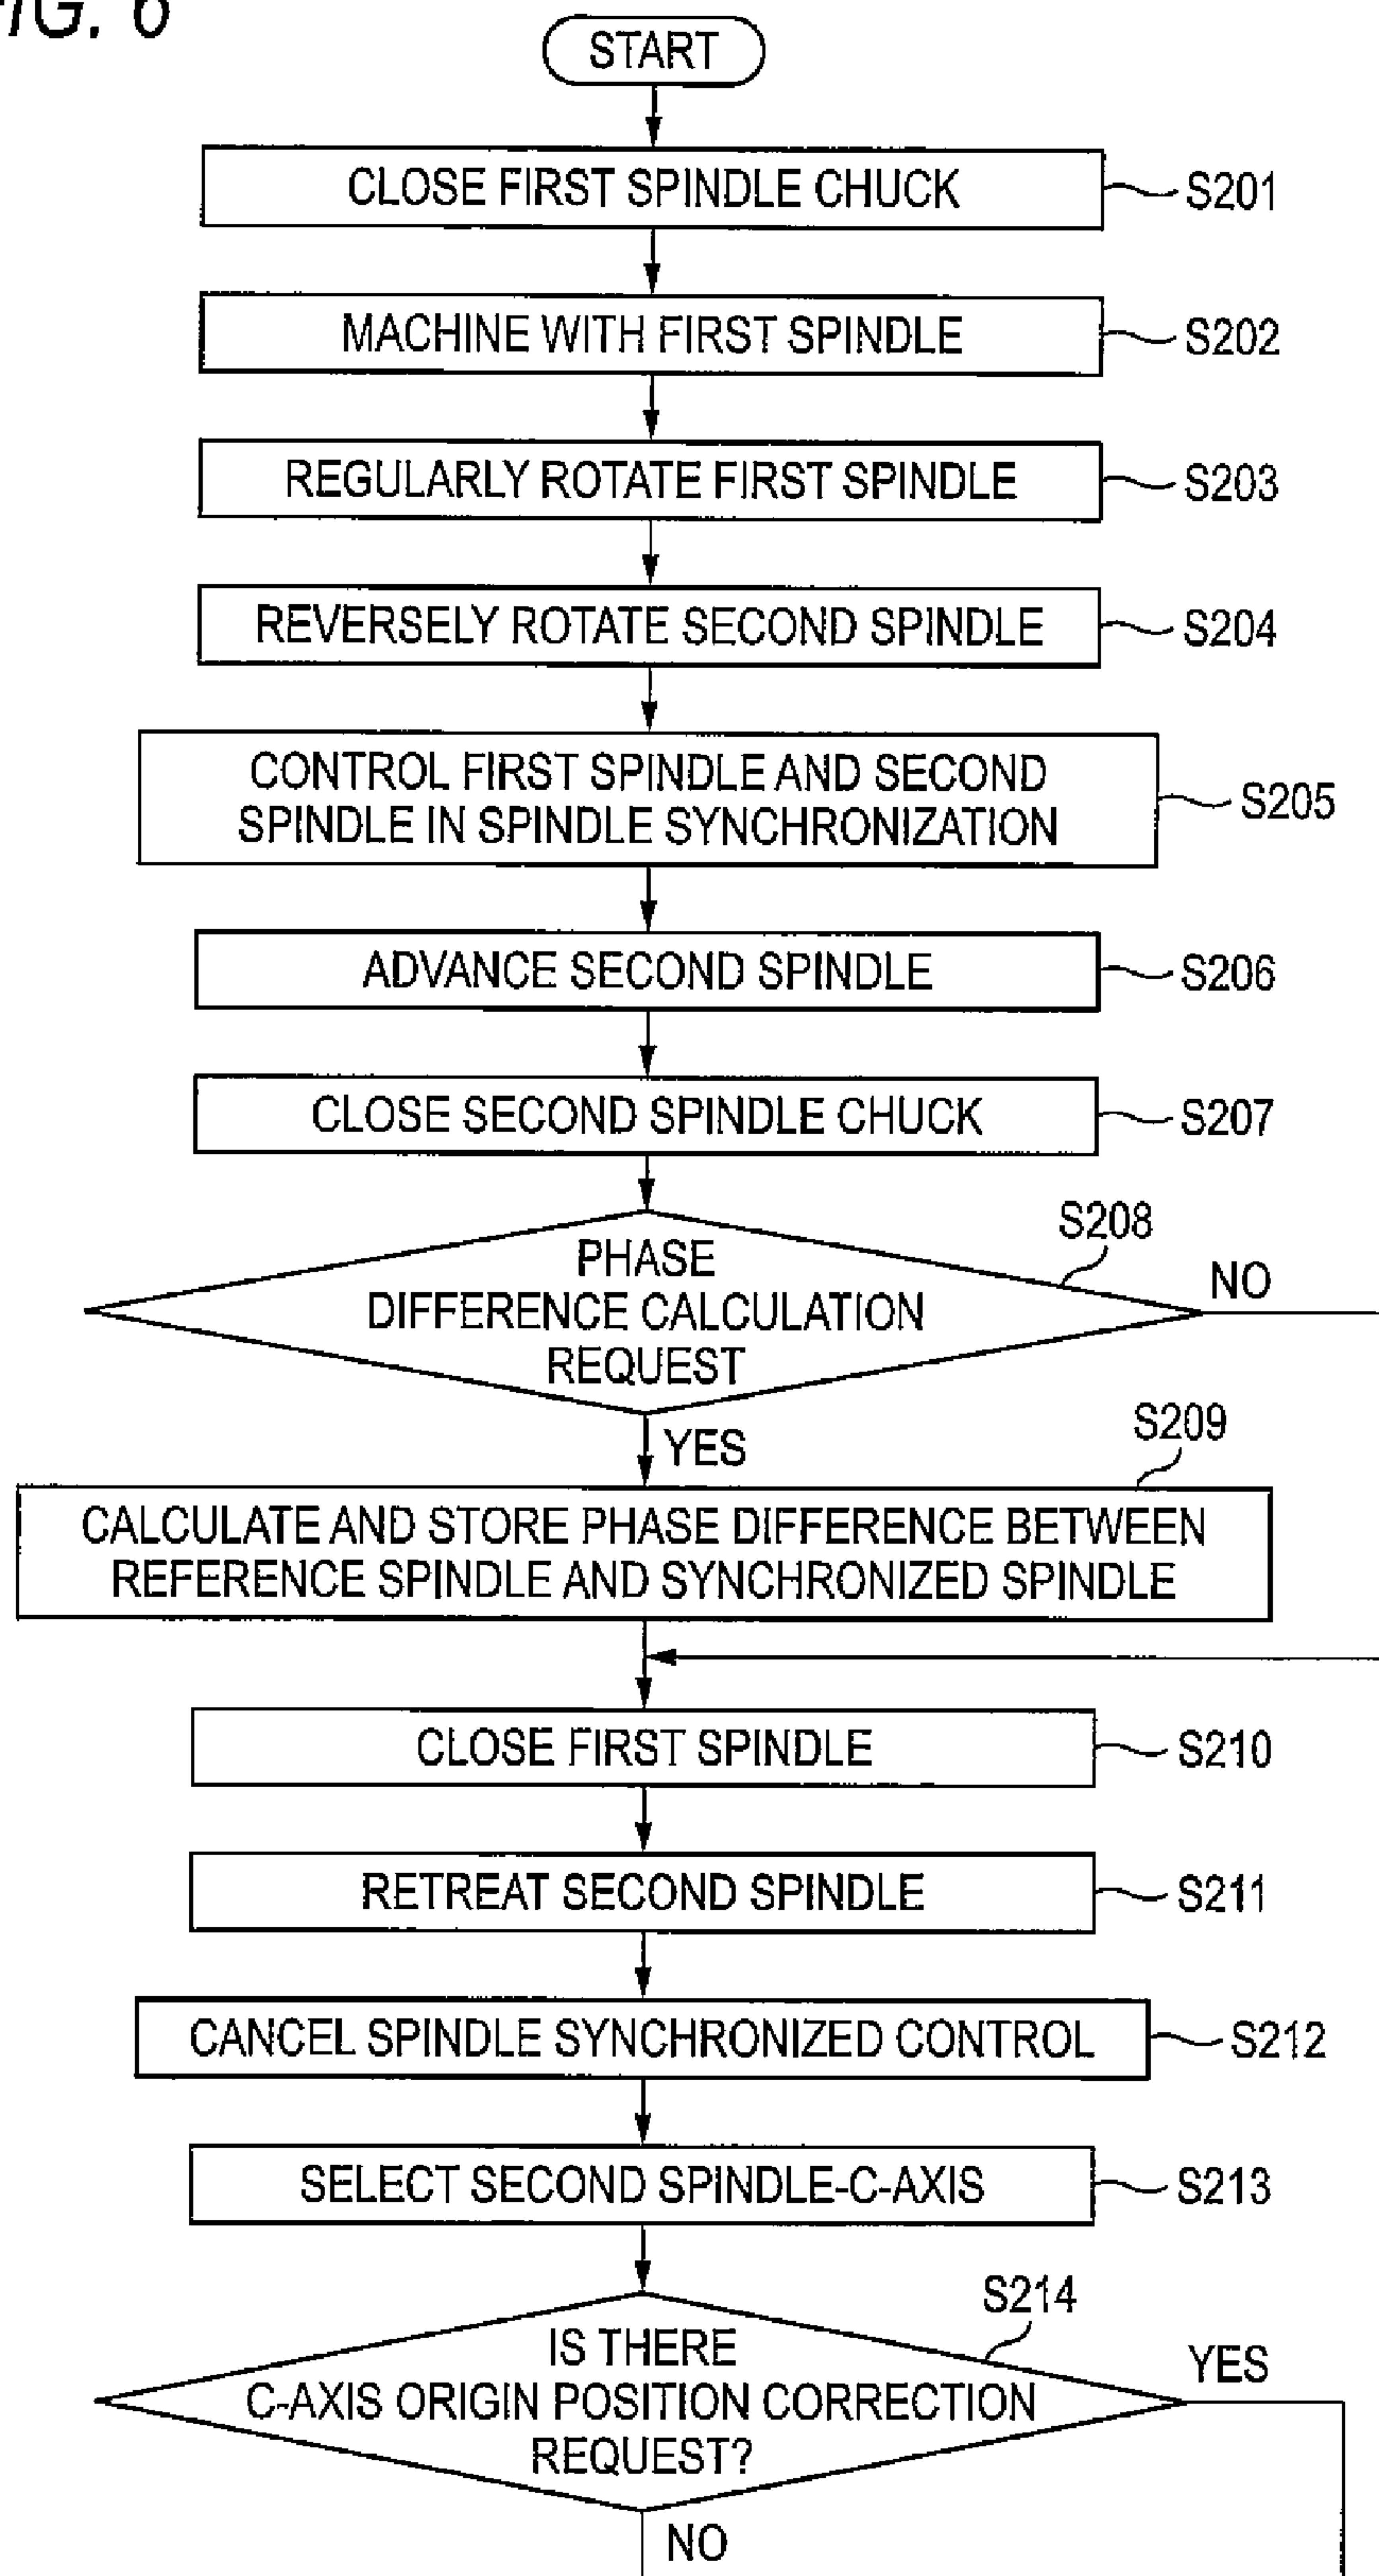 FIG. 6
START
CLOSE FIRST SPINDLE CHUCK
S201
MACHINE WITH FIRST SPINDLE
S202
REGULARLY ROTATE FIRST SPINDLE
S203
REVERSELY ROTATE SECOND SPINDLE
S204
CONTROL FIRST SPINDLE AND SECOND
SPINDLE IN SPINDLE SYNCHRONIZATION
S205
ADVANCE SECOND SPINDLE
S206
CLOSE SECOND SPINDLE CHUCK
S207
S208
PHASE
DIFFERENCE CALCULATION
REQUEST
NO
YES
S209
CALCULATE AND STORE PHASE DIFFERENCE BETWEEN
REFERENCE SPINDLE AND SYNCHRONIZED SPINDLE
CLOSE FIRST SPINDLE
S210
RETREAT SECOND SPINDLE
S211
CANCEL SPINDLE SYNCHRONIZED CONTROL
S212
SELECT SECOND SPINDLE-C-AXIS
S213
S214
IS THERE
C-AXIS ORIGIN POSITION CORRECTION
REQUEST?
YES
NO